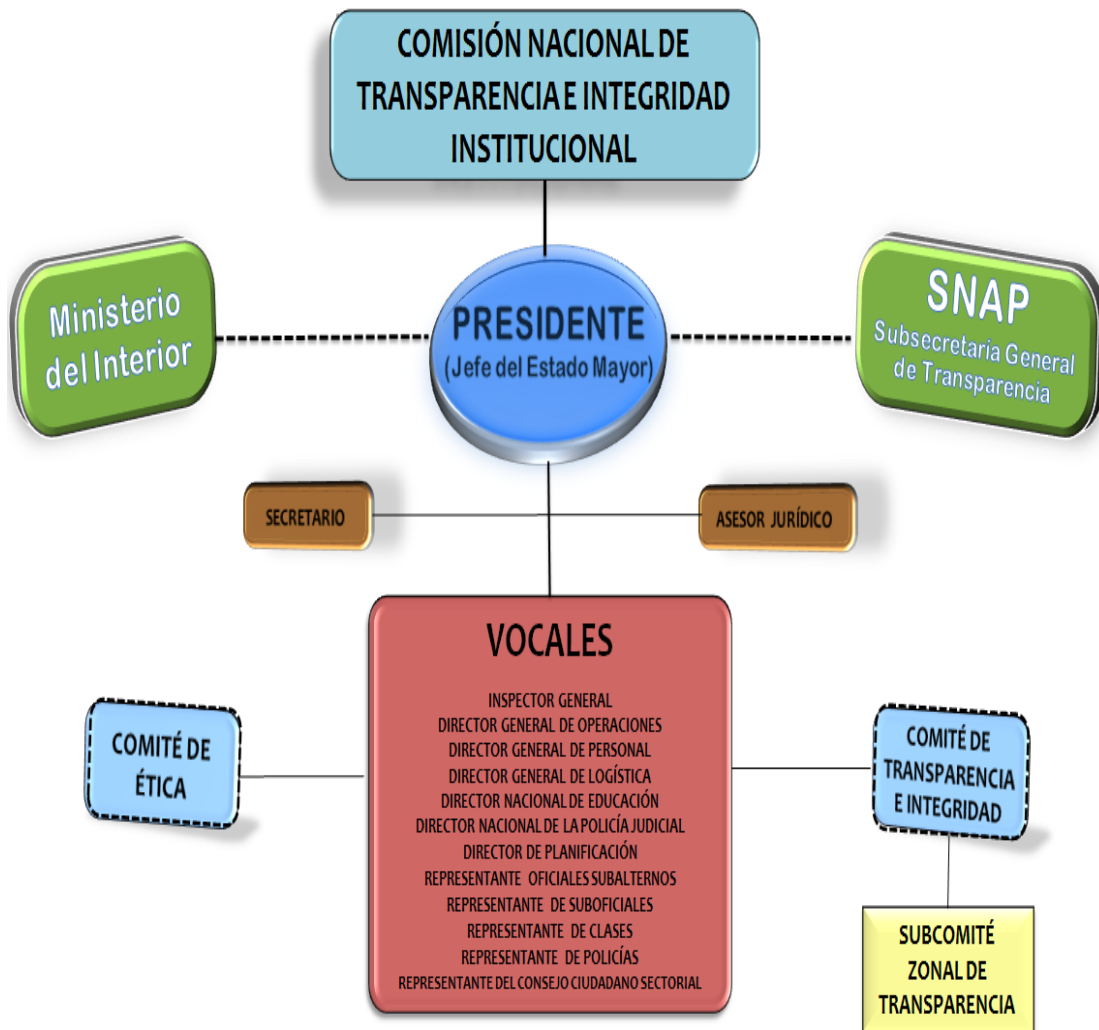 COMISIÓN NACIONAL DE
TRANSPARENCIA E INTEGRIDAD
INSTITUCIONAL
Ministerio
del Interior
PRESIDENTE
(Jefe del Estado Mayor)
SNAP
Subsecretaría General
de Transparencia
SECRETARIO
ASESOR JURÍDICO
VOCALES
INSPECTOR GENERAL
DIRECTOR GENERAL DE OPERACIONES
DIRECTOR GENERAL DE PERSONAL
DIRECTOR GENERAL DE LOGÍSTICA
DIRECTOR NACIONAL DE EDUCACIÓN
DIRECTOR NACIONAL DE LA POLICÍA JUDICIAL
DIRECTOR DE PLANIFICACIÓN
REPRESENTANTE OFICIALES SUBALTERNOS
REPRESENTANTE DE SUBOFICIALES
REPRESENTANTE DE CLASES
REPRESENTANTE DE POLICÍAS
REPRESENTANTE DEL CONSEJO CIUDADANO SECTORIAL
COMITÉ DE
ÉTICA
COMITÉ DE
TRANSPARENCIA
E INTEGRIDAD
SUBCOMITÉ
ZONAL DE
TRANSPARENCIA